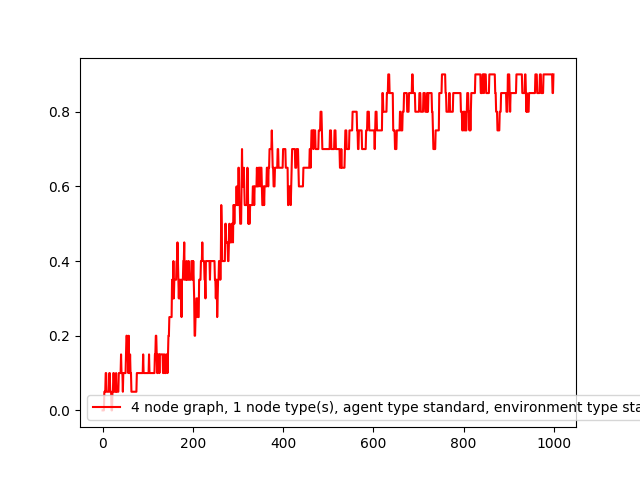 0.8
0.6
0.4
0.2
0.0
4 node graph, 1 node type(s), agent type standard, environment type sta
0 200 400 600 800 1000